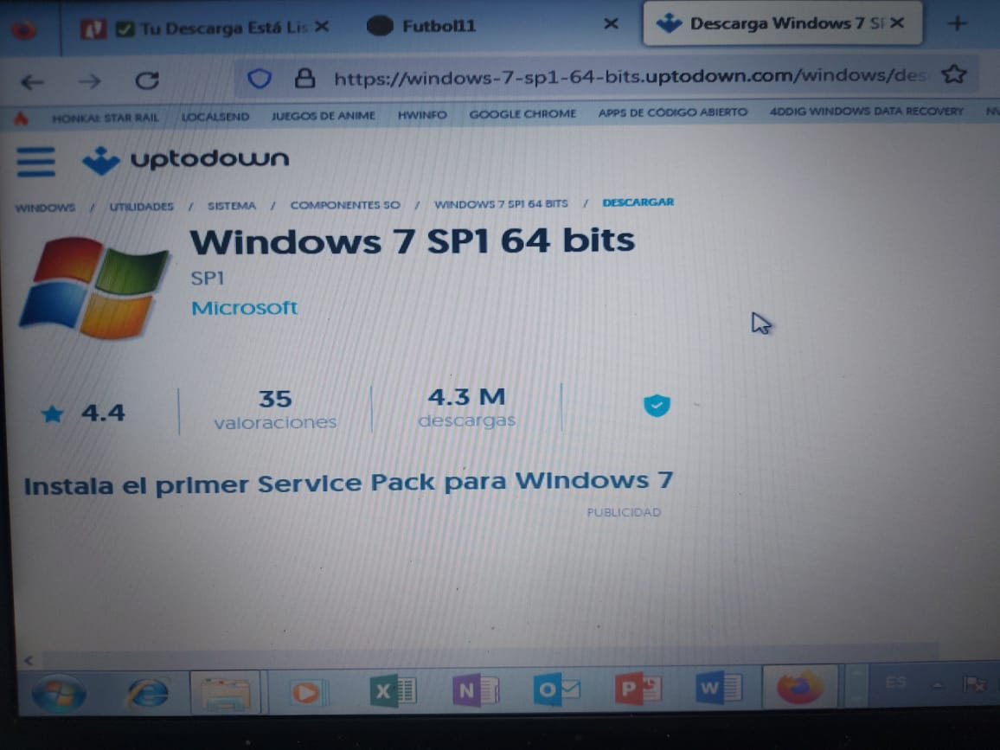 Tu Descarga Está Lis
Futbol11
Descarga Windows 7 SP
https://windows-7-sp1-64-bits.uptodown.com/windows/des
HONKAI: STAR RAIL
LOCALSEND
JUEGOS DE ANIME
HWINFO
GOOGLE CHROME
APPS DE CÓDIGO ABIERTO
4DDIG WINDOWS DATA RECOVERY
NV
uptodown
WINDOWS / UTILIDADES / SISTEMA / COMPONENTES SO / WINDOWS 7 SP1 64 BITS / DESCARGAR
Windows 7 SP1 64 bits
SP1
Microsoft
4.4
35
valoraciones
4.3 M
descargas
Instala el primer Service Pack para Windows 7
PUBLICIDAD
X
N
O
P
W
ES